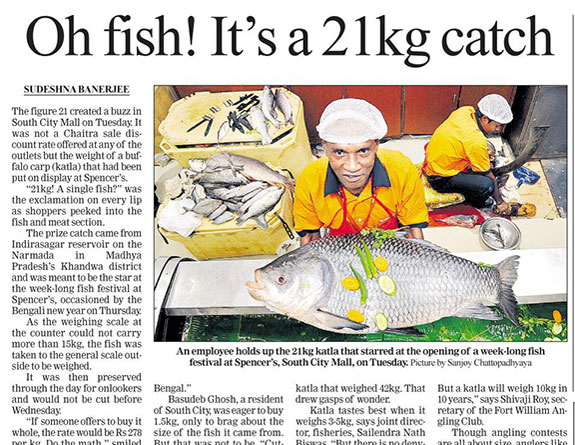 Oh fish! It's a 21kg catch
SUDESHNA BANERJEE
The figure 21 created a buzz in
South City Mall on Tuesday. It
was not a Chaitra sale dis-
count rate offered at any of the
outlets but the weight of a buf-
falo carp (katla) that had been
put on display at Spencer's.
"21kg! A single fish?" was
the exclamation on every lip
as shoppers peeked into the
fish and meat section.
The prize catch came from
Indirasagar reservoir on the
Narmada in Madhya
Pradesh's Khandwa district
and was meant to be the star at
the week-long fish festival at
Spencer's, occasioned by the
Bengali new year on Thursday.
As the weighing scale at
the counter could not carry
more than 15kg, the fish was
taken to the general scale out-
side to be weighed.
It was then preserved
through the day for onlookers
and would not be cut before
Wednesday.
"If someone offers to buy it
whole, the rate would be Rs 278
per kg. Do the math," smiled
An employee holds up the 21kg katla that starred at the opening of a week-long fish
festival at Spencer's, South City Mall, on Tuesday. Picture by Sanjoy Chattopadhyaya
Bengal."
Basudeb Ghosh, a resident
of South City, was eager to buy
1.5kg, only to brag about the
size of the fish it came from.
But that was not to be. "Cut-
katla that weighed 42kg. That
drew gasps of wonder.
Katla tastes best when it
weighs 3-5kg, says joint direc-
tor, fisheries, Sailendra Nath
Biswas. "But there is no deny-
But a katla will weigh 10kg in
10 years," says Shivaji Roy, sec-
retary of the Fort William An-
gling Club.
Though angling contests
are all about size, anglers like